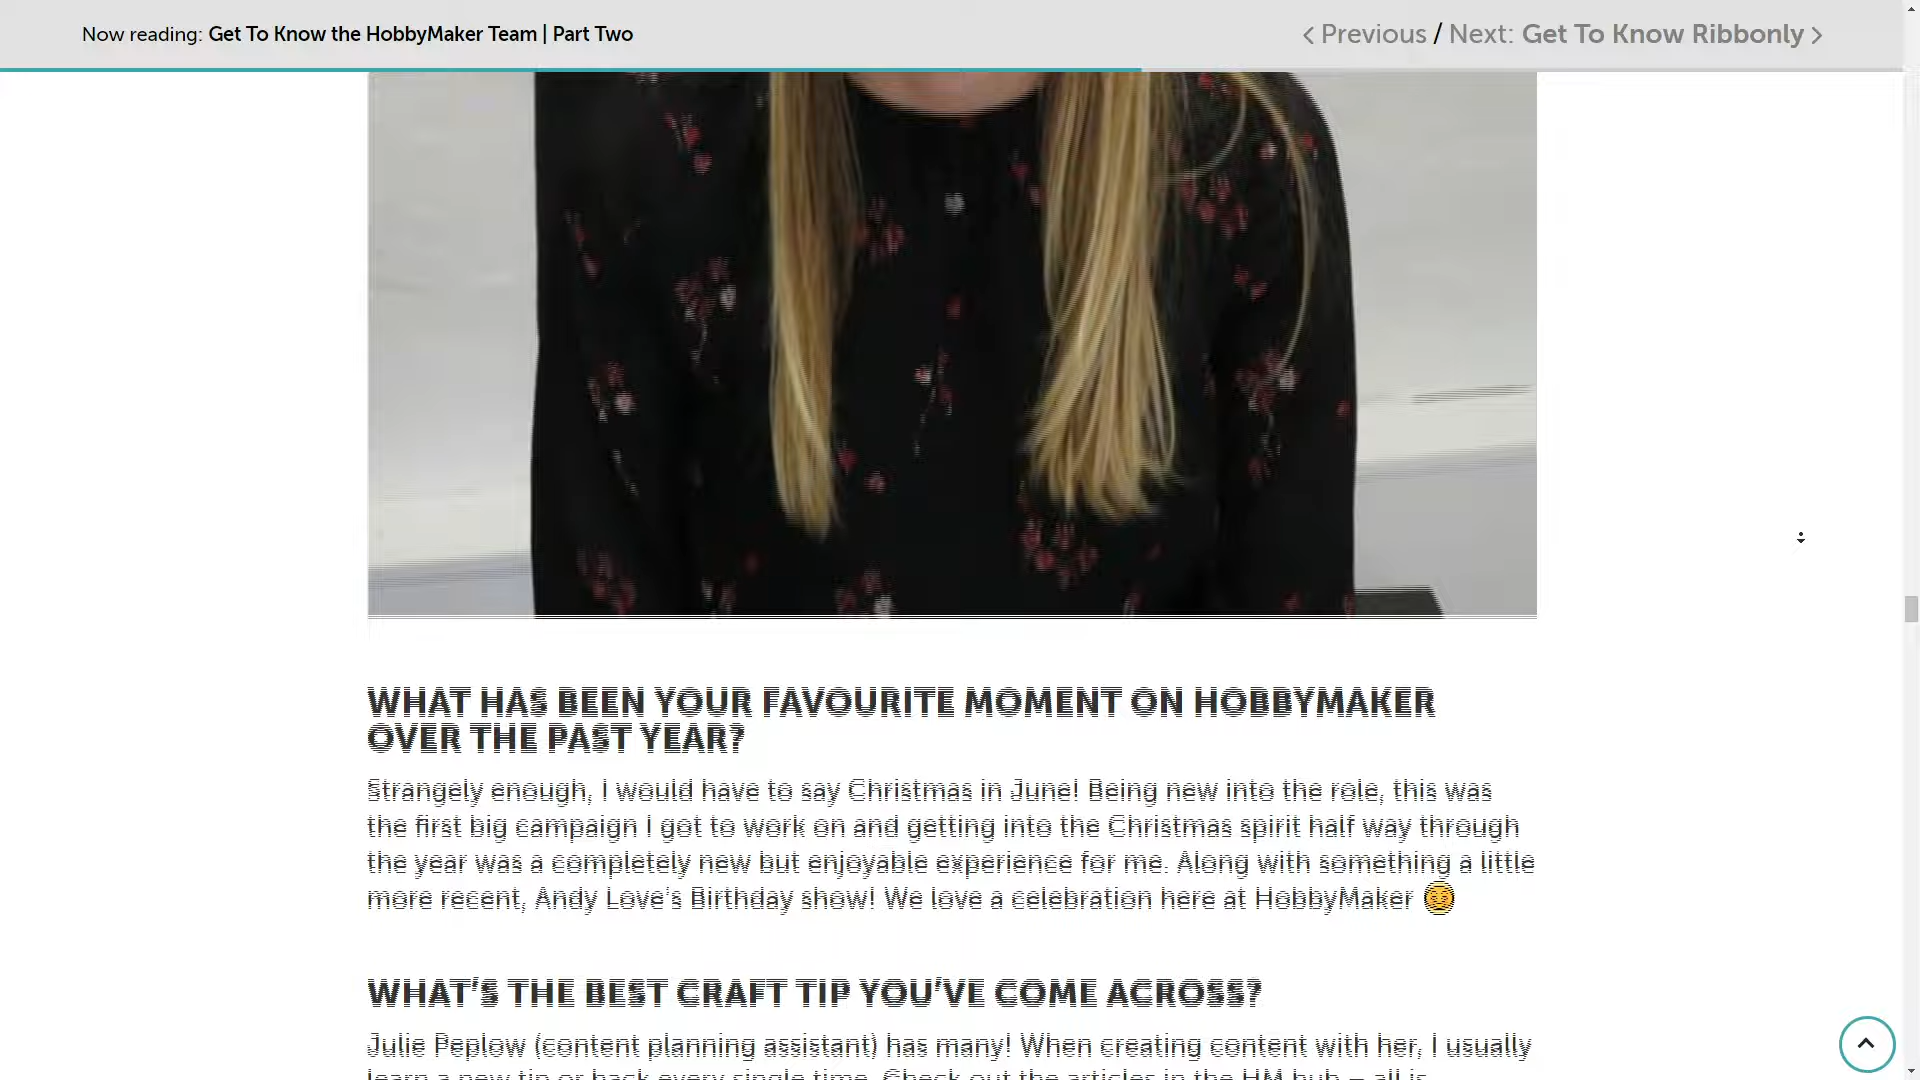 Now reading: Get To Know the HobbyMaker Team | Part Two
Previous / Next: Get To Know Ribbonly
WHAT HAS BEEN YOUR FAVOURITE MOMENT ON HOBBYMAKER
OVER THE PAST YEAR?
Strangely enough, I would have to say Christmas in June! Being new into the role, this was
the first big campaign I got to work on and getting into the Christmas spirit half way through
the year was a completely new but enjoyable experience for me. Along with something a little
more recent, Andy Love's Birthday show! We love a celebration here at HobbyMaker 😊
WHAT'S THE BEST CRAFT TIP YOU'VE COME ACROSS?
Julie Peplow (content planning assistant) has many! When creating content with her, I usually
learn a new tip or hack every single time. Check out the articles in the HM hub – all is